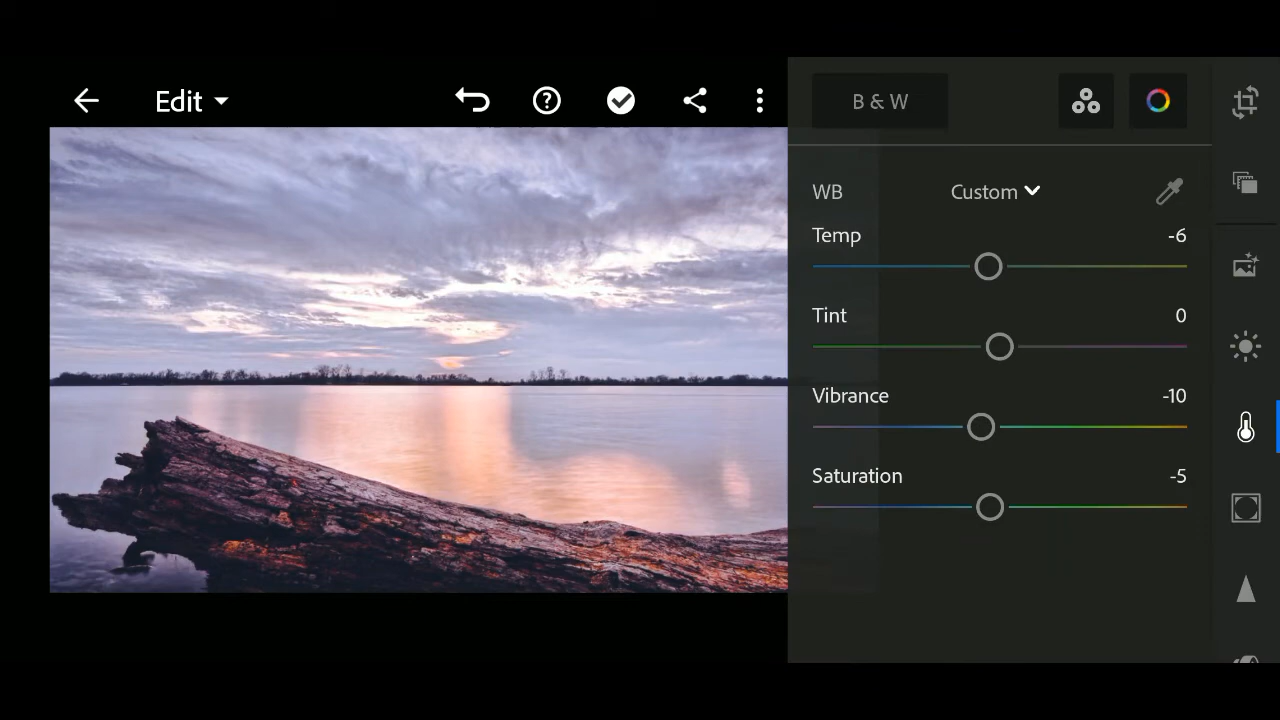 Edit
B & W
WB Custom
Temp -6
Tint 0
Vibrance -10
Saturation -5